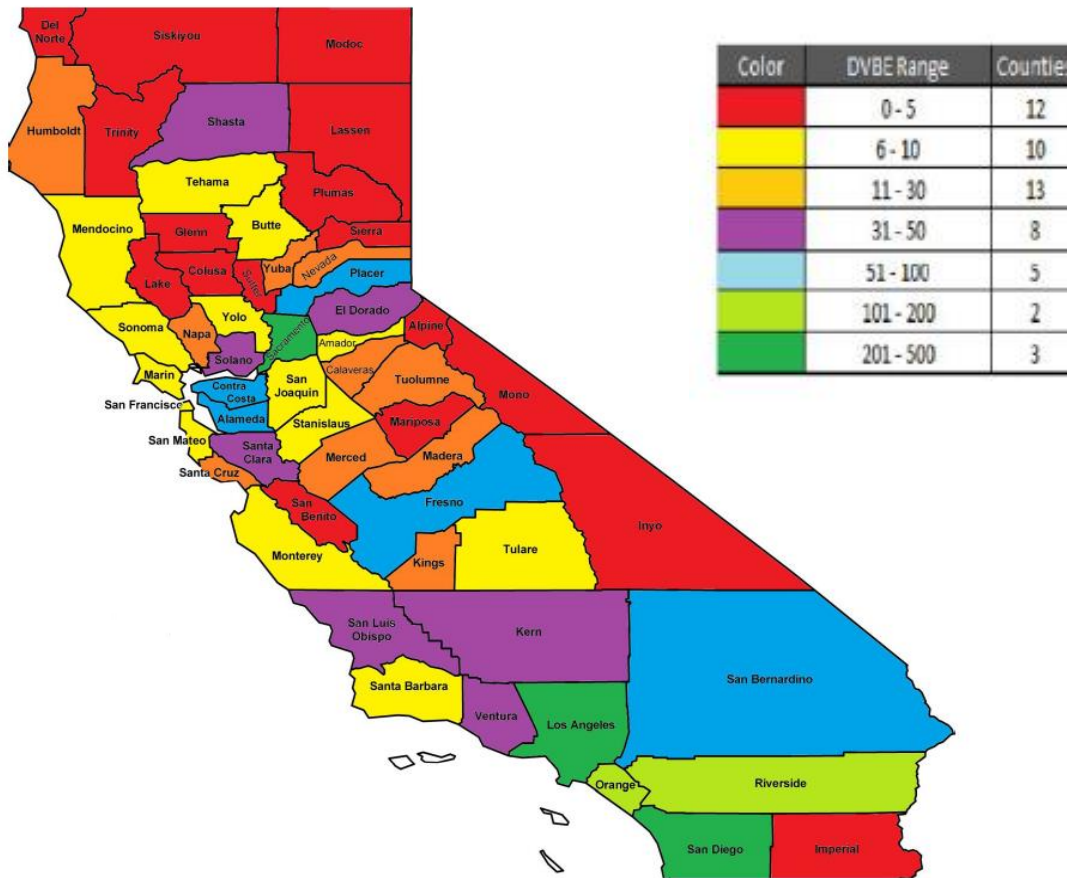 Del
Norte
Siskiyou
Modoc
Humboldt
Trinity
Shasta
Lassen
Tehama
Plumas
Mendocino
Glenn
Butte
Sierra
Lake
Colusa
Sutter
Yuba
Nevada
Placer
Sonoma
Napa
Yolo
Sacramento
El Dorado
Alpine
Amador
Solano
Marin
Calaveras
Contra
Costa
San
Joaquin
Tuolumne
Mono
San Francisco
Alameda
Stanislaus
Mariposa
San Mateo
Santa
Clara
Merced
Madera
Santa Cruz
San
Benito
Fresno
Inyo
Monterey
Kings
Tulare
San Luis
Obispo
Kern
Santa Barbara
Ventura
Los Angeles
San Bernardino
Orange
Riverside
San Diego
Imperial
Color DVBE Range Counties
0 - 5 12
6 - 10 10
11 - 30 13
31 - 50 8
51 - 100 5
101 - 200 2
201 - 500 3